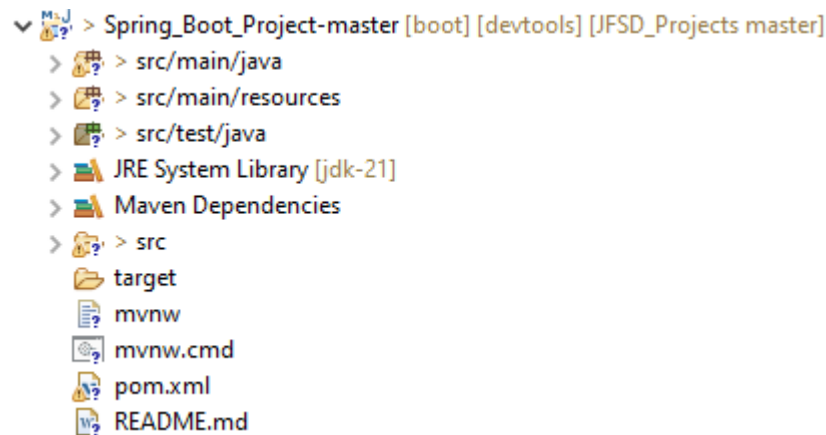 > Spring_Boot_Project-master [boot] [devtools] [JFSD_Projects master]
> src/main/java
> src/main/resources
> src/test/java
JRE System Library [jdk-21]
Maven Dependencies
> src
target
mvnw
mvnw.cmd
pom.xml
README.md